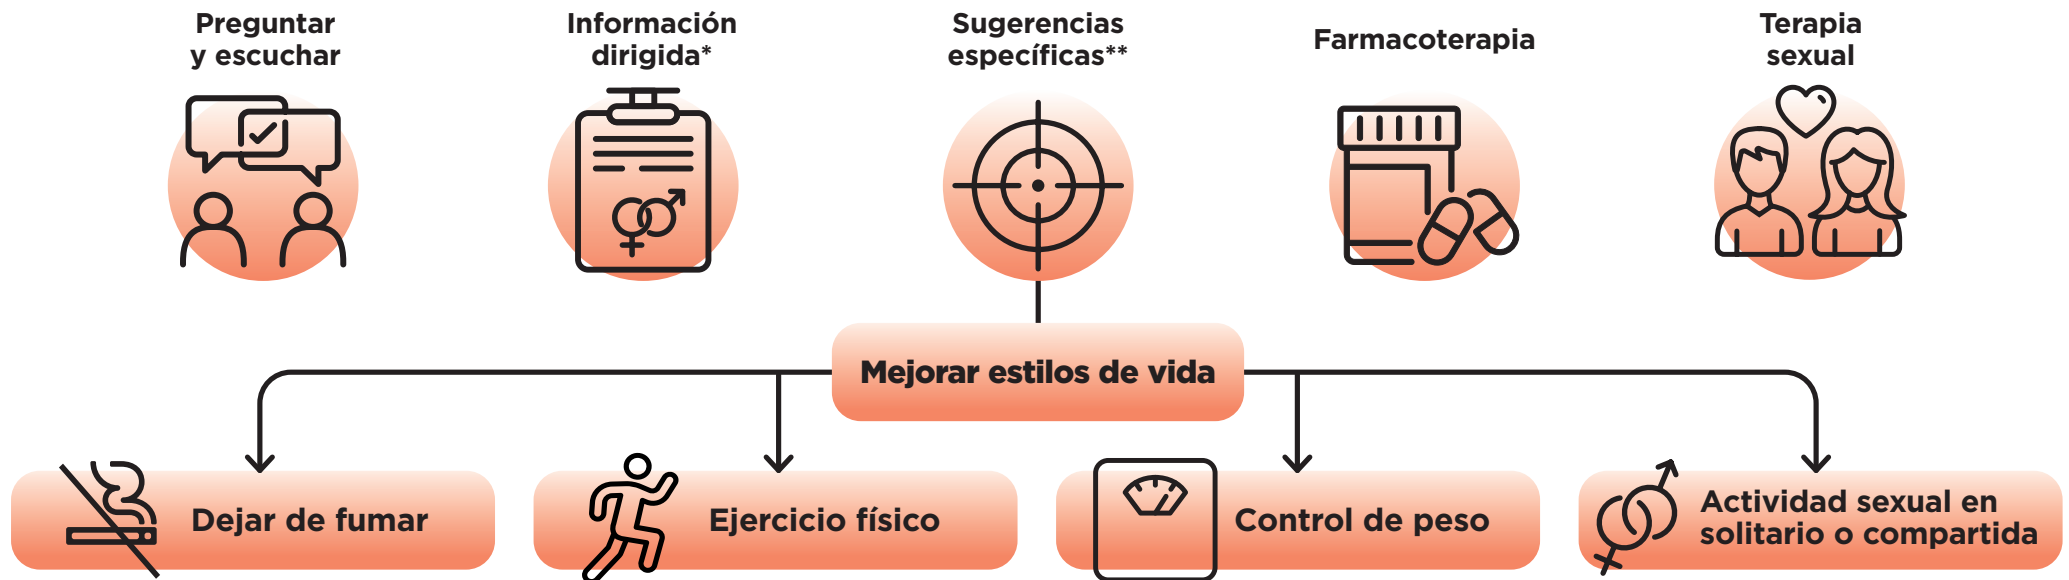 Preguntar
y escuchar
Información
dirigida*
Sugerencias
específicas**
Farmacoterapia
Terapia
sexual
Mejorar estilos de vida
Dejar de fumar
Ejercicio físico
Control de peso
Actividad sexual en
solitario o compartida